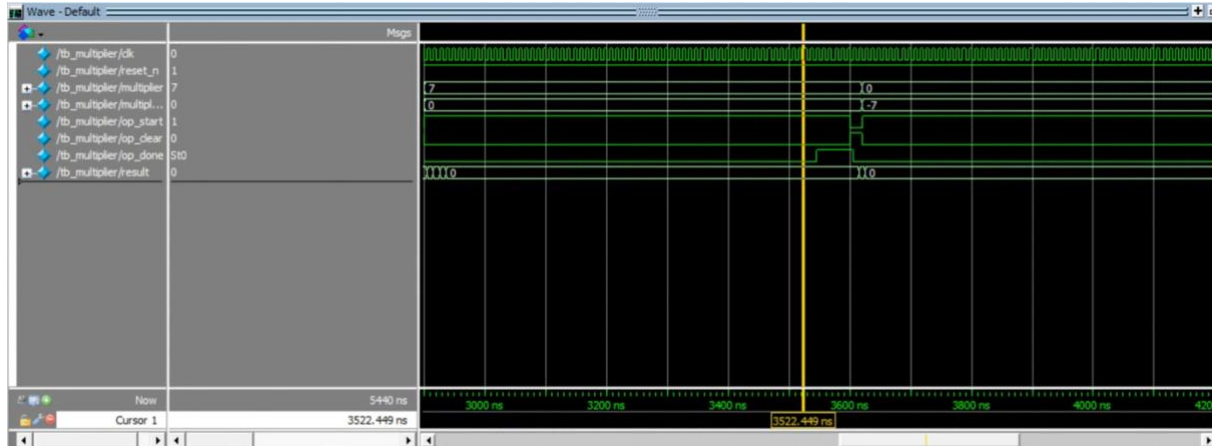 Wave - Default
Msgs
/tb_multiplier/clk 0
/tb_multiplier/reset_n 1
/tb_multiplier/multiplier 7 7 0
/tb_multiplier/multipl... 0 0 -7
/tb_multiplier/op_start 1
/tb_multiplier/op_clear 0
/tb_multiplier/op_done St0
/tb_multiplier/result 0 0 0
Now 5440 ns 3000 ns 3200 ns 3400 ns 3600 ns 3800 ns 4000 ns 420
Cursor 1 3522.449 ns 3522.449 ns